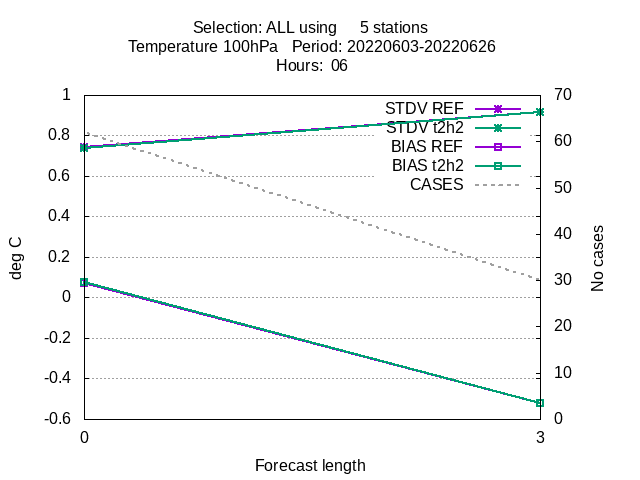 Selection: ALL using     5 stations
Temperature 100hPa   Period: 20220603-20220626
Hours:  06
1
0.8
0.6
0.4
0.2
0
-0.2
-0.4
-0.6
70
60
50
40
30
20
10
0
STDV REF
STDV t2h2
BIAS REF
BIAS t2h2
CASES
deg C
No cases
0 3
Forecast length